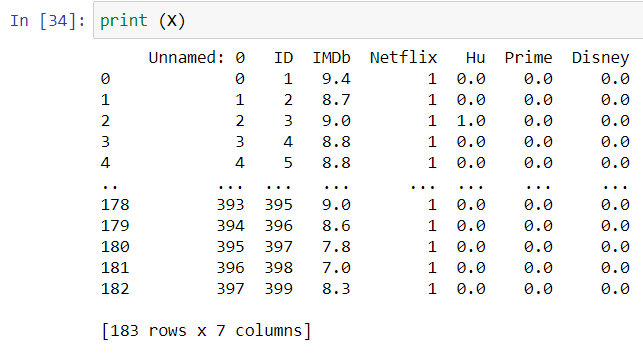 In [34]: print (X)
Unnamed: 0 ID IMDb Netflix Hu Prime Disney
0 0 1 9.4 1 0.0 0.0 0.0
1 1 2 8.7 1 0.0 0.0 0.0
2 2 3 9.0 1 1.0 0.0 0.0
3 3 4 8.8 1 0.0 0.0 0.0
4 4 5 8.8 1 0.0 0.0 0.0
.. ... ... ... ... ... ... ...
178 393 395 9.0 1 0.0 0.0 0.0
179 394 396 8.6 1 0.0 0.0 0.0
180 395 397 7.8 1 0.0 0.0 0.0
181 396 398 7.0 1 0.0 0.0 0.0
182 397 399 8.3 1 0.0 0.0 0.0
[183 rows x 7 columns]